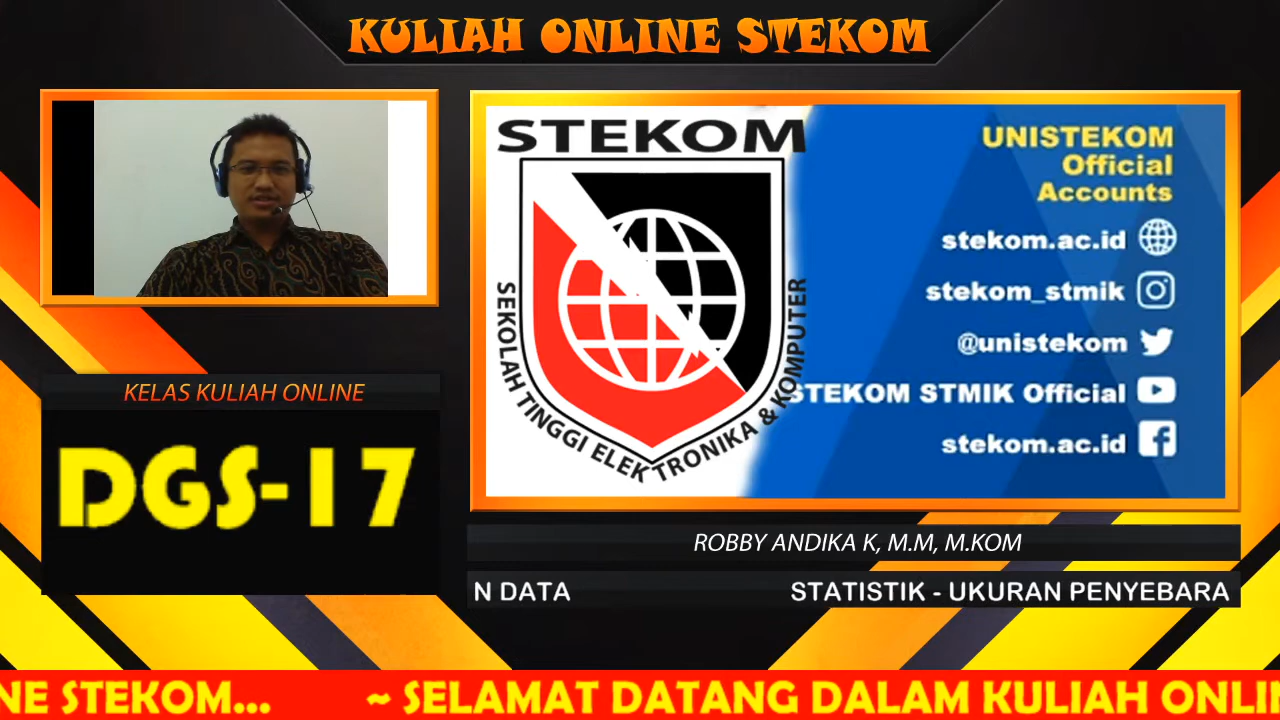 KULIAH ONLINE STEKOM
STEKOM
SEKOLAH TINGGI ELEKTRONIKA & KOMPUTER
UNISTEKOM
Official
Accounts
stekom.ac.id
stekom_stmik
@unistekom
STEKOM STMIK Official
stekom.ac.id
KELAS KULIAH ONLINE
DGS-17
ROBBY ANDIKA K, M.M, M.KOM
N DATA STATISTIK - UKURAN PENYEBARA
NE STEKOM... ~ SELAMAT DATANG DALAM KULIAH ONLIN